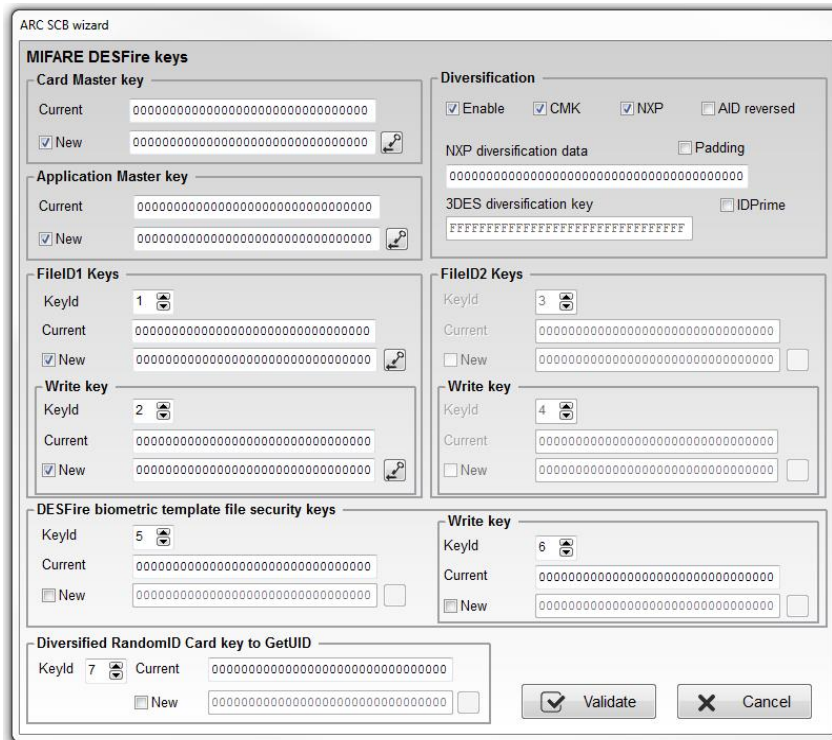 ARC SCB wizard
MIFARE DESFire keys
Card Master key
Current 00000000000000000000000000000000
New 00000000000000000000000000000000
Application Master key
Current 00000000000000000000000000000000
New 00000000000000000000000000000000
Diversification
Enable CMK NXP AID reversed
NXP diversification data Padding
0000000000000000000000000000000000000000
3DES diversification key IDPrime
FFFFFFFFFFFFFFFFFFFFFFFFFFFFFFFF
FileID1 Keys
KeyId 1
Current 00000000000000000000000000000000
New 00000000000000000000000000000000
Write key
KeyId 2
Current 00000000000000000000000000000000
New 00000000000000000000000000000000
FileID2 Keys
KeyId 3
Current 00000000000000000000000000000000
New 00000000000000000000000000000000
Write key
KeyId 4
Current 00000000000000000000000000000000
New 00000000000000000000000000000000
DESFire biometric template file security keys
KeyId 5
Current 00000000000000000000000000000000
New 00000000000000000000000000000000
Write key
KeyId 6
Current 00000000000000000000000000000000
New 00000000000000000000000000000000
Diversified RandomID Card key to GetUID
KeyId 7 Current 00000000000000000000000000000000
New 00000000000000000000000000000000
Validate Cancel